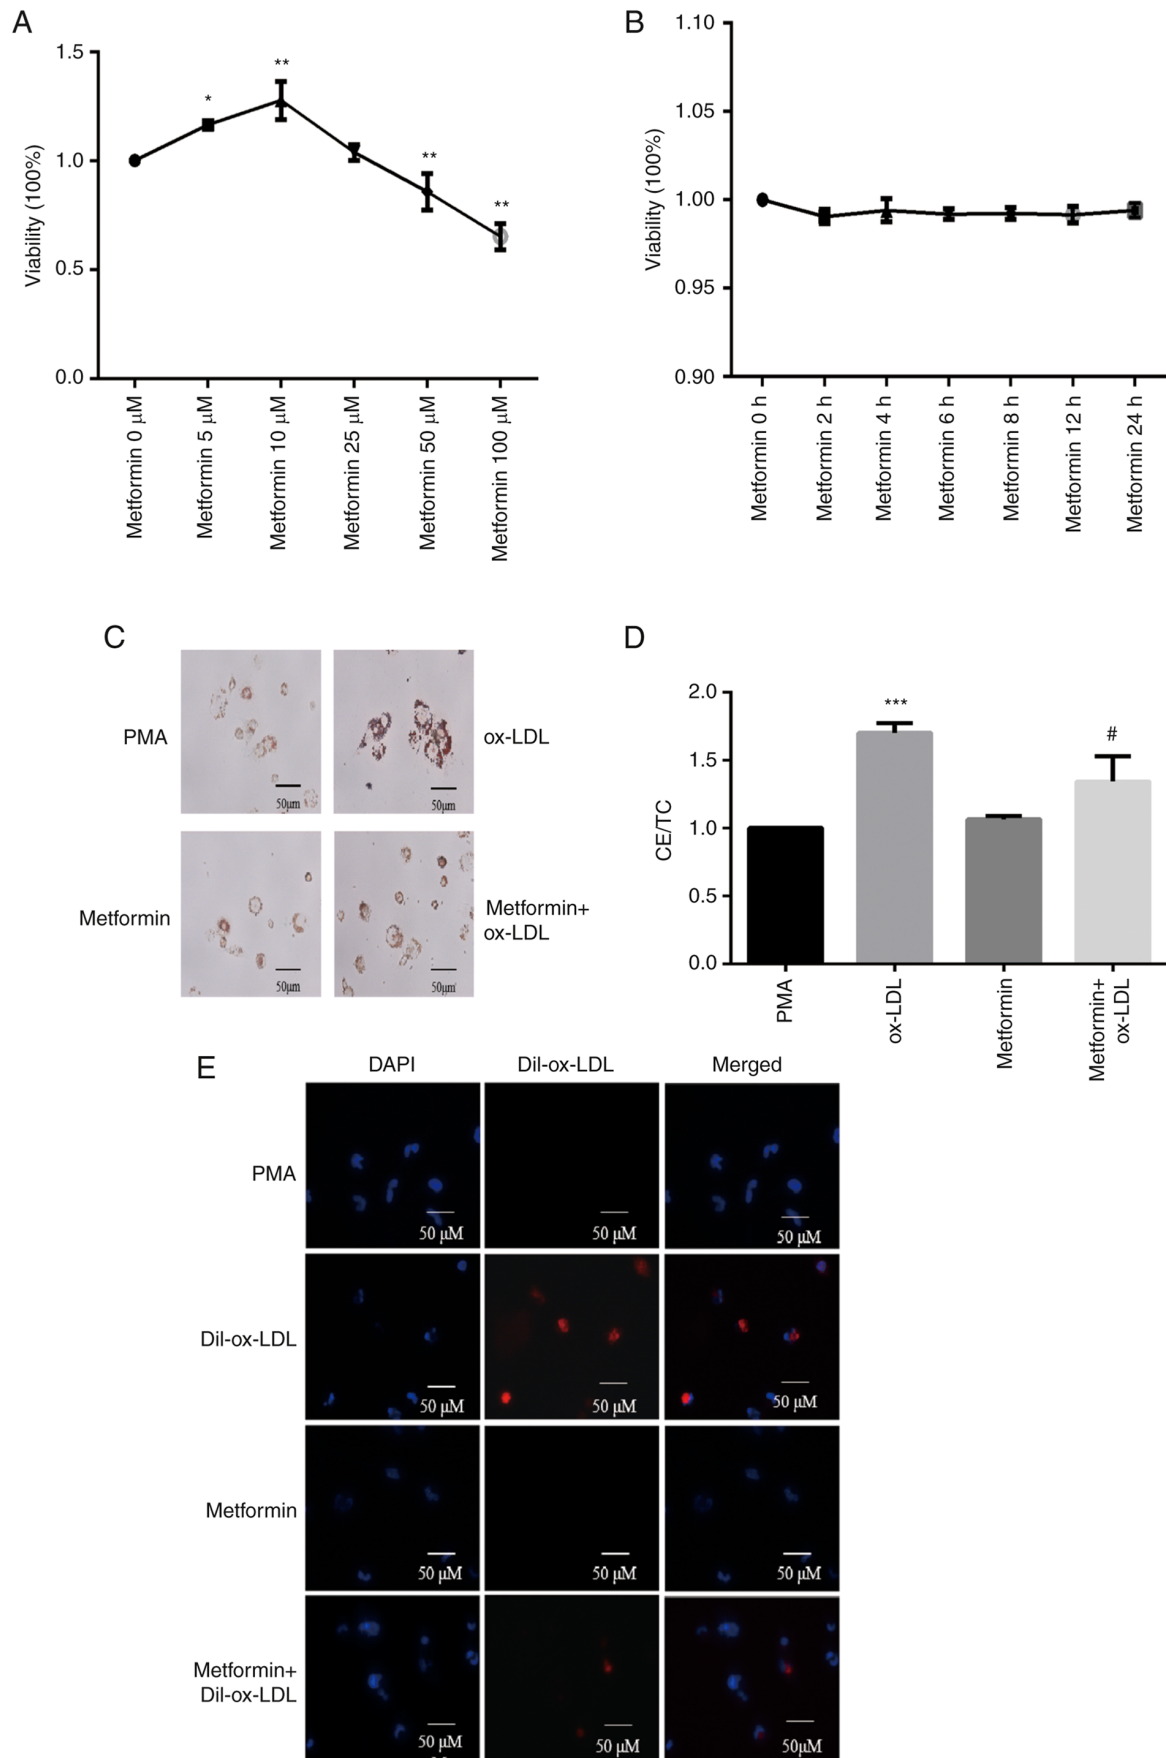 A
Viability (100%)
1.5
1.0
0.5
0.0
*
**
**
**
Metformin 0 µM
Metformin 5 µM
Metformin 10 µM
Metformin 25 µM
Metformin 50 µM
Metformin 100 µM
B
Viability (100%)
1.10
1.05
1.00
0.95
0.90
Metformin 0 h
Metformin 2 h
Metformin 4 h
Metformin 6 h
Metformin 8 h
Metformin 12 h
Metformin 24 h
C
PMA
50µm
50µm
ox-LDL
Metformin
50µm
50µm
Metformin+
ox-LDL
D
CE/TC
2.0
1.5
1.0
0.5
0.0
***
#
PMA
ox-LDL
Metformin
Metformin+
ox-LDL
E
DAPI
Dil-ox-LDL
Merged
PMA
50 µM
50 µM
50 µM
Dil-ox-LDL
50 µM
50 µM
50 µM
Metformin
50 µM
50 µM
50 µM
Metformin+
Dil-ox-LDL
50 µM
50 µM
50µM